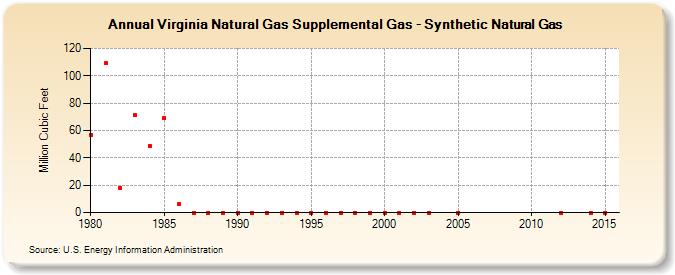 Annual Virginia Natural Gas Supplemental Gas - Synthetic Natural Gas
Million Cubic Feet
120
100
80
60
40
20
0
1980 1985 1990 1995 2000 2005 2010 2015
Source: U.S. Energy Information Administration